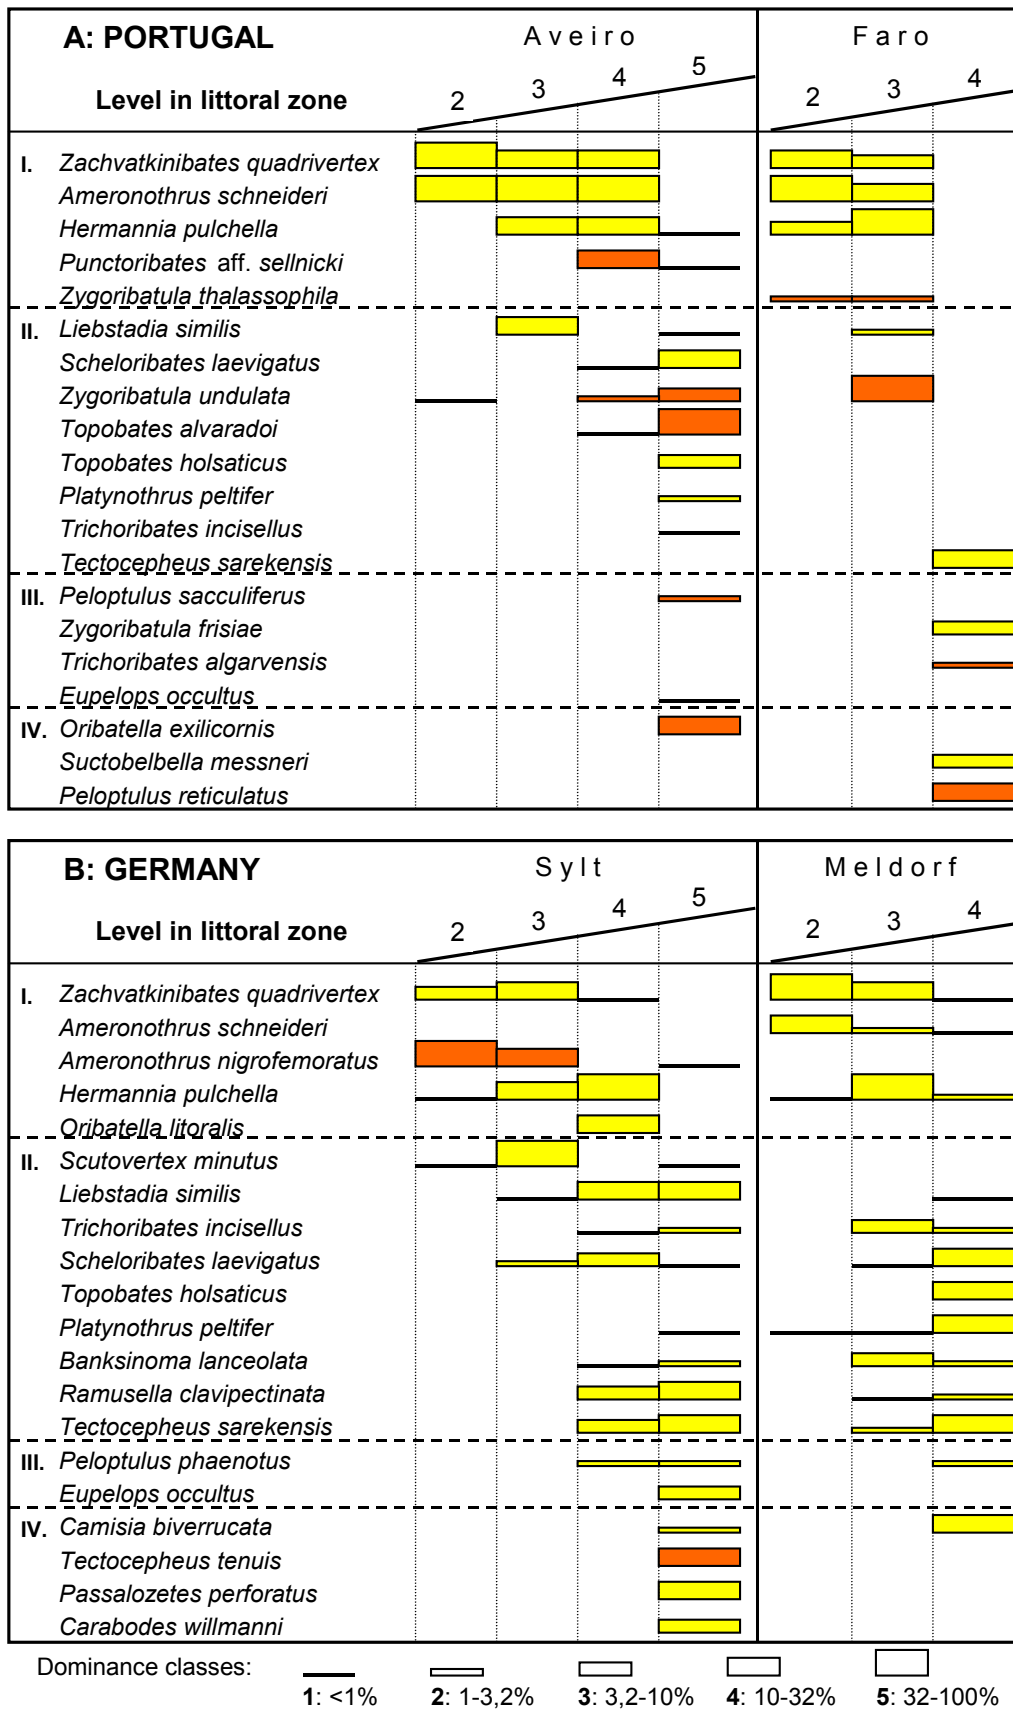 A: PORTUGAL
A v e i r o
F a r o
Level in littoral zone
2 3 4 5
2 3 4
I. Zachvatkinibates quadrivertex
Ameronothrus schneideri
Hermannia pulchella
Punctoribates aff. sellnicki
Zygoribatula thalassophila
II. Liebstadia similis
Scheloribates laevigatus
Zygoribatula undulata
Topobates alvaradoi
Topobates holsaticus
Platynothrus peltifer
Trichoribates incisellus
Tectocepheus sarekensis
III. Peloptulus sacculiferus
Zygoribatula frisiae
Trichoribates algarvensis
Eupelops occultus
IV. Oribatella exilicornis
Suctobelbella messneri
Peloptulus reticulatus
B: GERMANY
S y l t
M e l d o r f
Level in littoral zone
2 3 4 5
2 3 4
I. Zachvatkinibates quadrivertex
Ameronothrus schneideri
Ameronothrus nigrofemoratus
Hermannia pulchella
Oribatella litoralis
II. Scutovertex minutus
Liebstadia similis
Trichoribates incisellus
Scheloribates laevigatus
Topobates holsaticus
Platynothrus peltifer
Banksinoma lanceolata
Ramusella clavipectinata
Tectocepheus sarekensis
III. Peloptulus phaenotus
Eupelops occultus
IV. Camisia biverrucata
Tectocepheus tenuis
Passalozetes perforatus
Carabodes willmanni
Dominance classes:
1: <1% 2: 1-3,2% 3: 3,2-10% 4: 10-32% 5: 32-100%